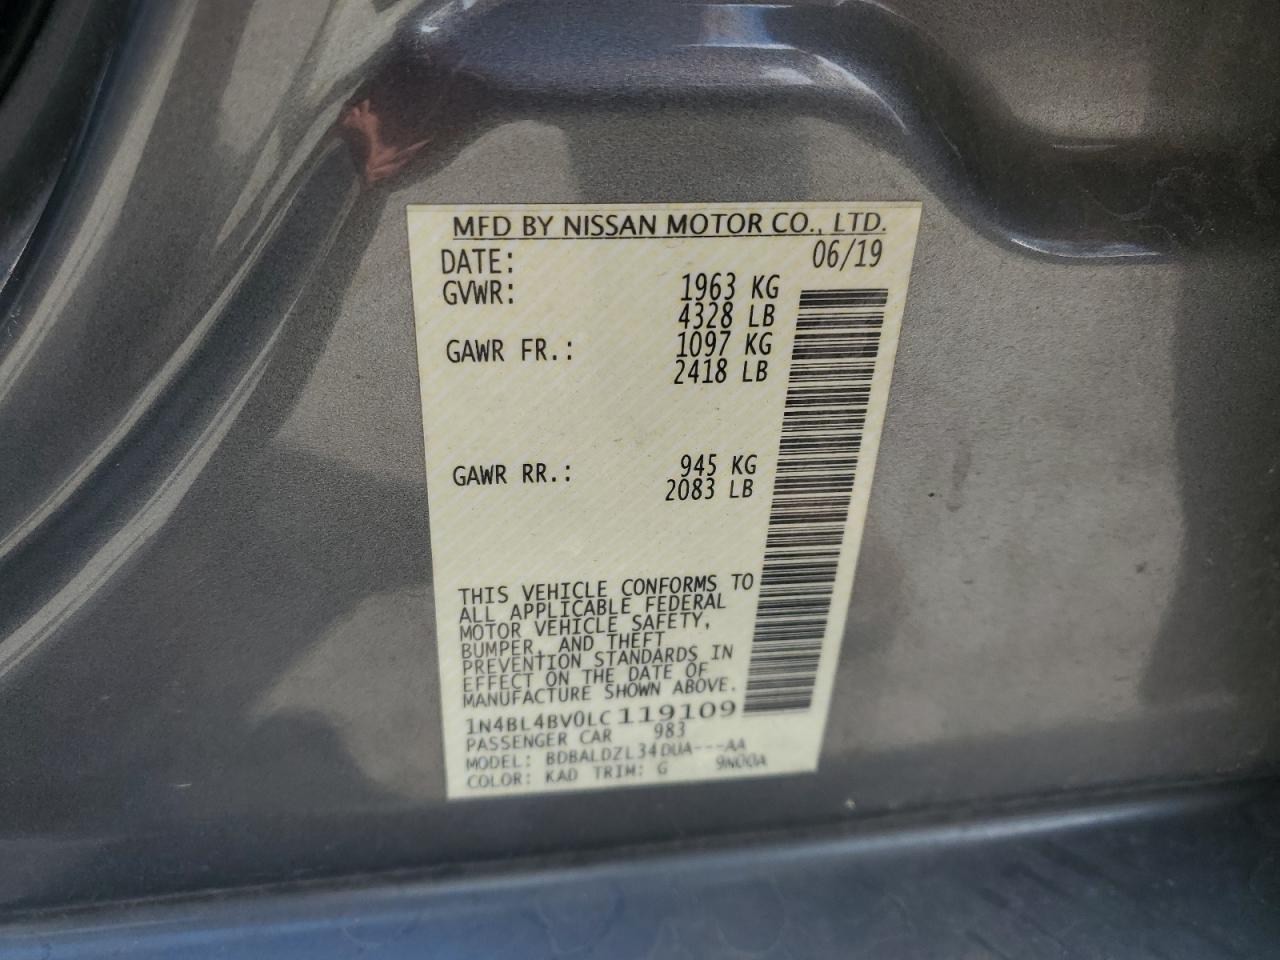 MFD BY NISSAN MOTOR CO., LTD.
DATE: 06/19
GVWR: 1963 KG
4328 LB
GAWR FR.: 1097 KG
2418 LB
GAWR RR.: 945 KG
2083 LB
THIS VEHICLE CONFORMS TO
ALL APPLICABLE FEDERAL
MOTOR VEHICLE SAFETY,
BUMPER, AND THEFT
PREVENTION STANDARDS IN
EFFECT ON THE DATE OF
MANUFACTURE SHOWN ABOVE.
1N4BL4BV0LC119109
PASSENGER CAR 983
MODEL: BDBALDZL34DUA---AA
COLOR: KAD TRIM: G 9N00A